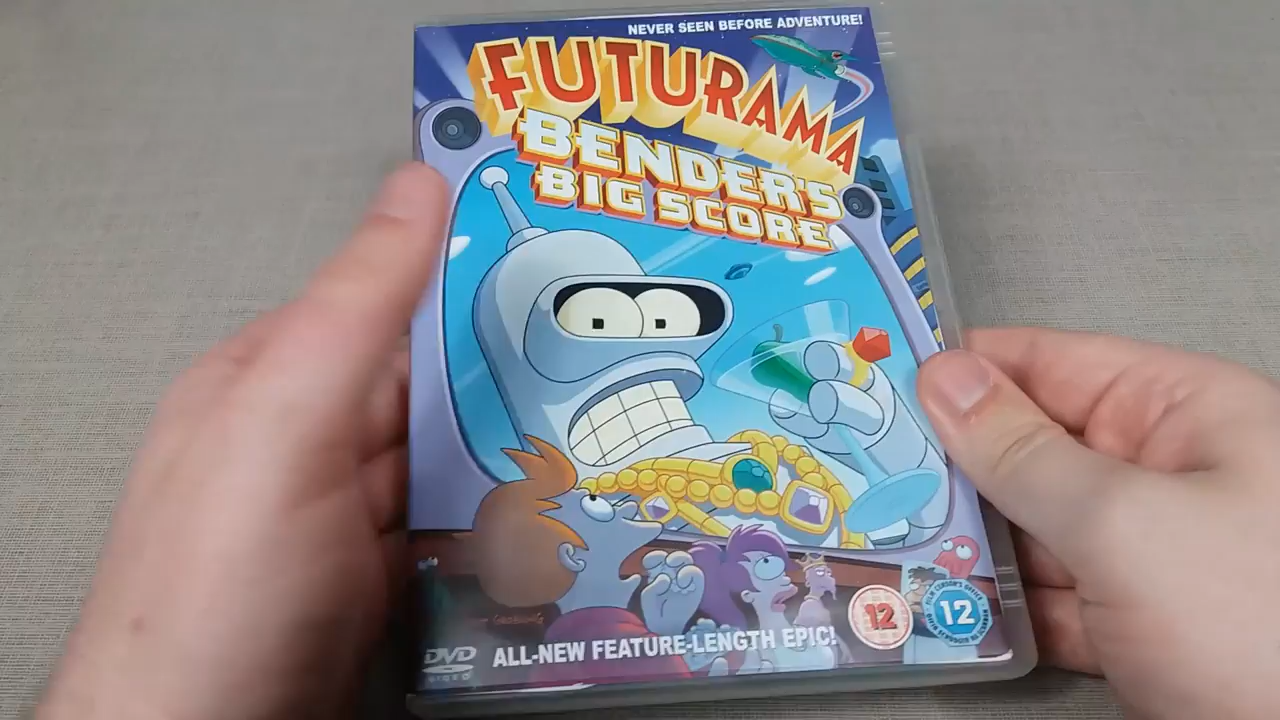 NEVER SEEN BEFORE ADVENTURE!
FUTURAMA
BENDER'S
BIG SCORE
12
12
DVD
VIDEO
ALL-NEW FEATURE-LENGTH EPIC!